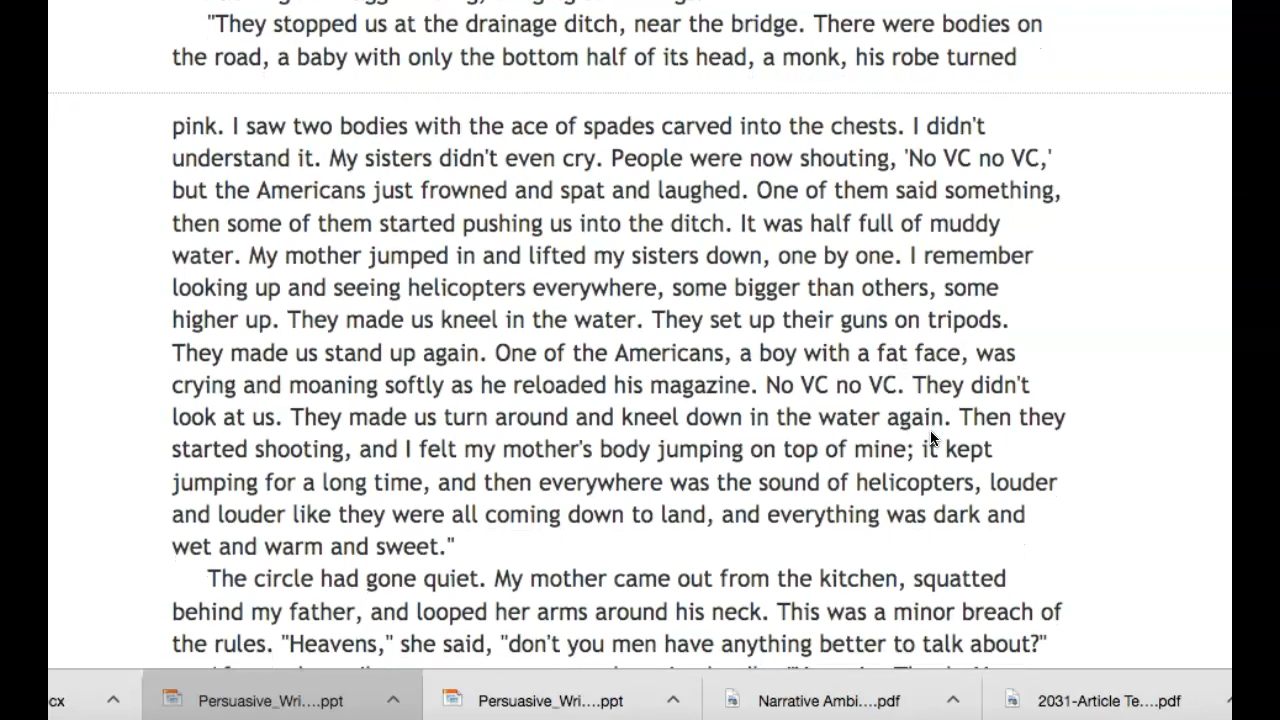 "They stopped us at the drainage ditch, near the bridge. There were bodies on
the road, a baby with only the bottom half of its head, a monk, his robe turned
pink. I saw two bodies with the ace of spades carved into the chests. I didn't
understand it. My sisters didn't even cry. People were now shouting, 'No VC no VC,'
but the Americans just frowned and spat and laughed. One of them said something,
then some of them started pushing us into the ditch. It was half full of muddy
water. My mother jumped in and lifted my sisters down, one by one. I remember
looking up and seeing helicopters everywhere, some bigger than others, some
higher up. They made us kneel in the water. They set up their guns on tripods.
They made us stand up again. One of the Americans, a boy with a fat face, was
crying and moaning softly as he reloaded his magazine. No VC no VC. They didn't
look at us. They made us turn around and kneel down in the water again. Then they
started shooting, and I felt my mother's body jumping on top of mine; it kept
jumping for a long time, and then everywhere was the sound of helicopters, louder
and louder like they were all coming down to land, and everything was dark and
wet and warm and sweet."
The circle had gone quiet. My mother came out from the kitchen, squatted
behind my father, and looped her arms around his neck. This was a minor breach of
the rules. "Heavens," she said, "don't you men have anything better to talk about?"
cx Persuasive_Wri....ppt Persuasive_Wri....ppt Narrative Ambi....pdf 2031-Article Te....pdf